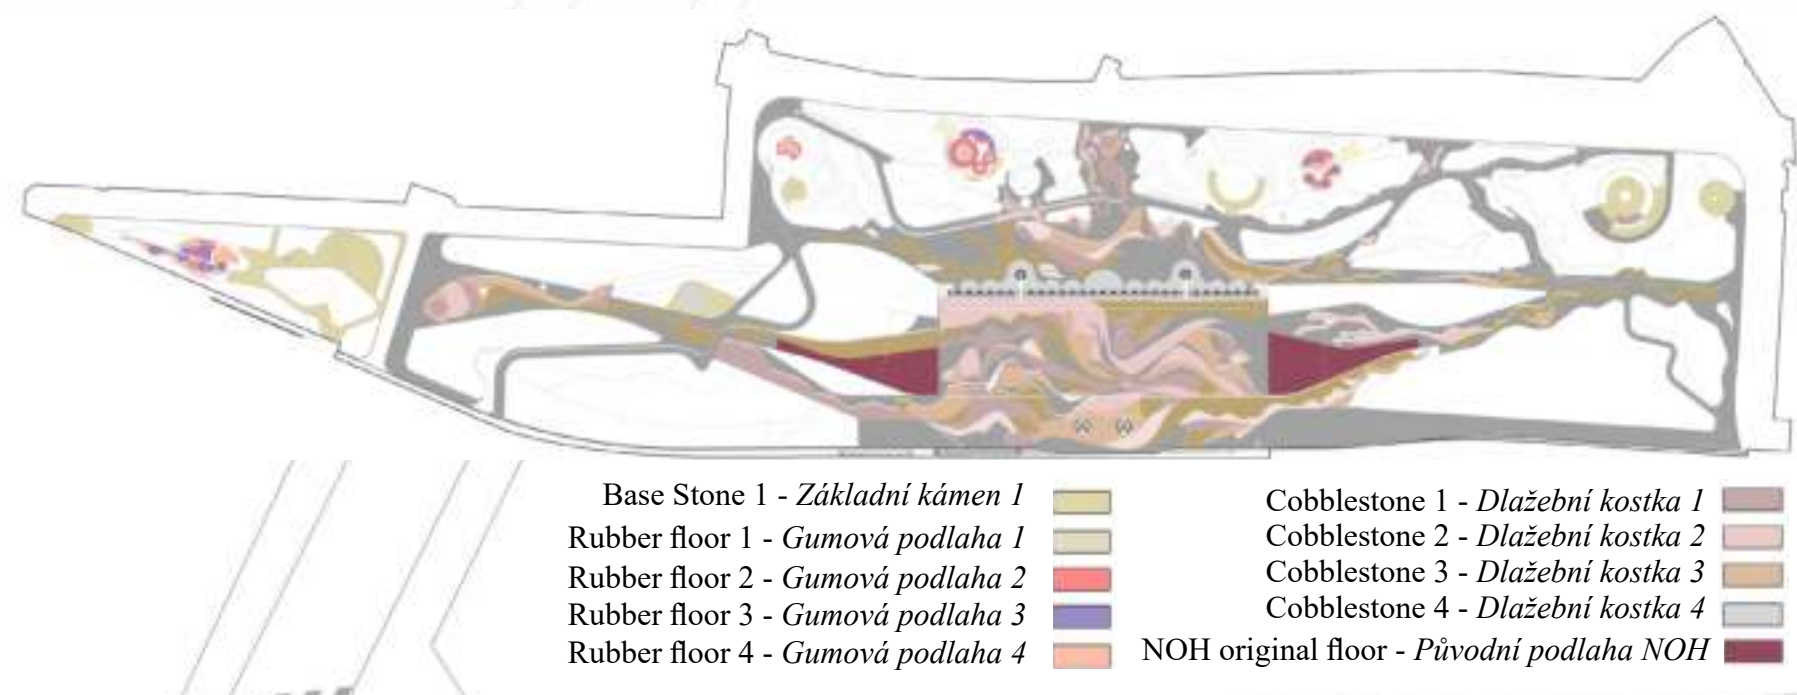 Base Stone 1 - Základní kámen 1
Rubber floor 1 - Gumová podlaha 1
Rubber floor 2 - Gumová podlaha 2
Rubber floor 3 - Gumová podlaha 3
Rubber floor 4 - Gumová podlaha 4
Cobblestone 1 - Dlažební kostka 1
Cobblestone 2 - Dlažební kostka 2
Cobblestone 3 - Dlažební kostka 3
Cobblestone 4 - Dlažební kostka 4
NOH original floor - Původní podlaha NOH